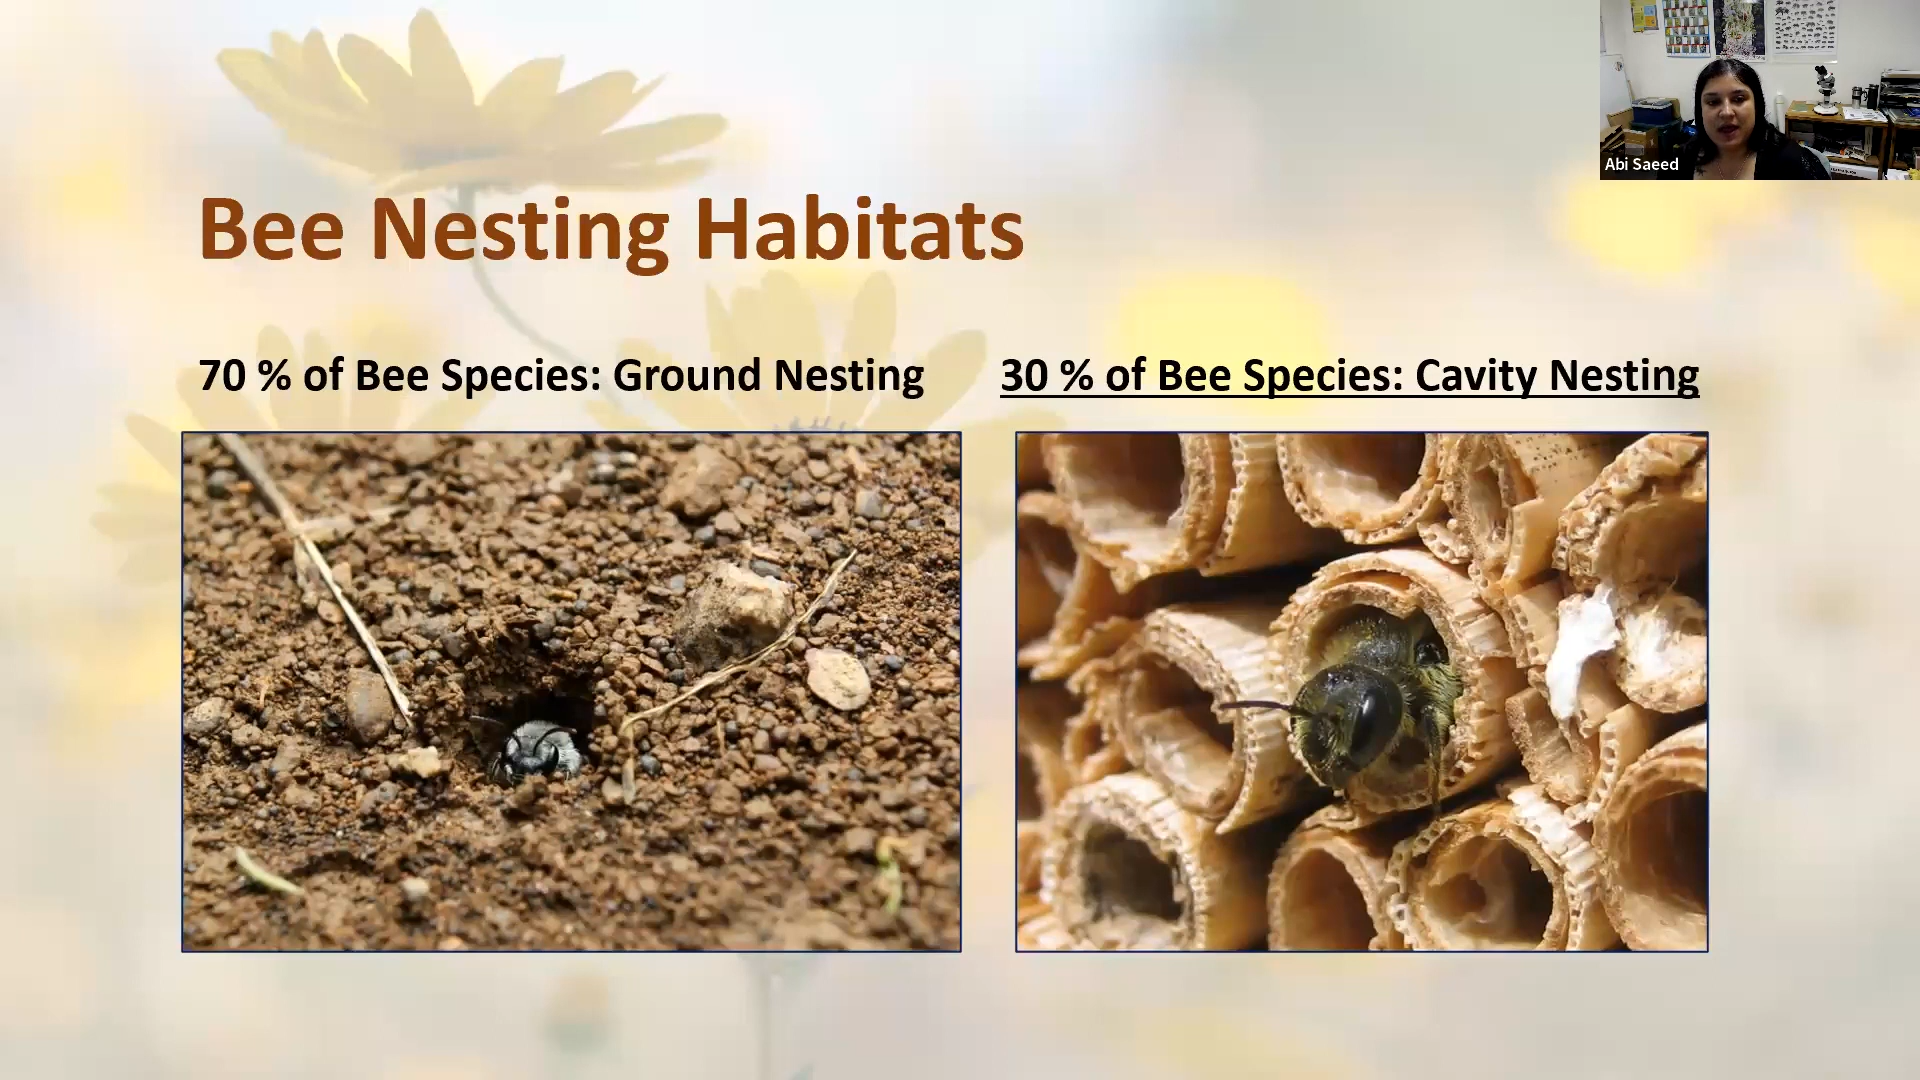 Abi Saeed
Bee Nesting Habitats
70 % of Bee Species: Ground Nesting
30 % of Bee Species: Cavity Nesting